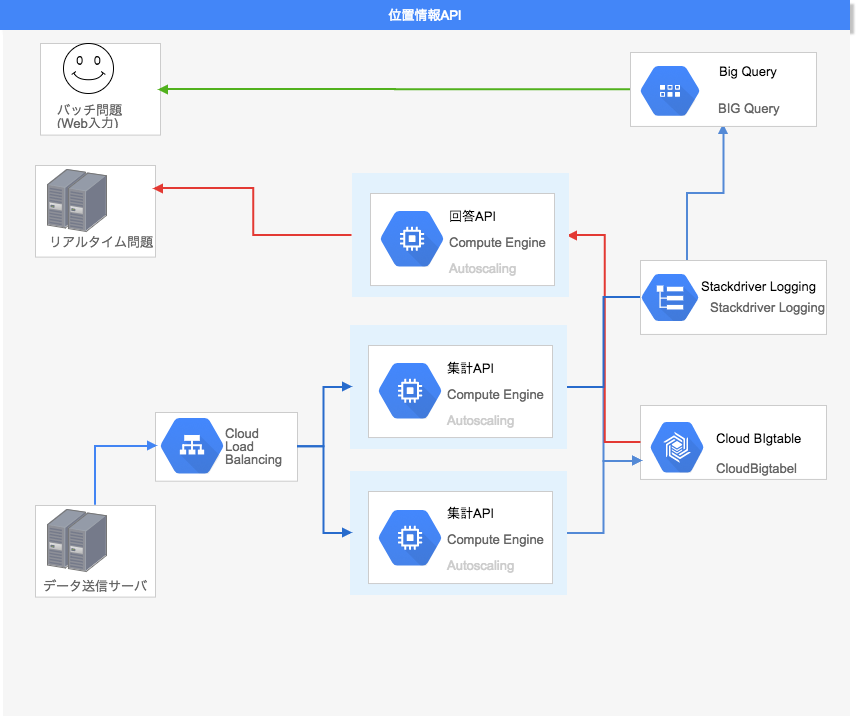 位置情報API
バッチ問題
(Web入力)
Big Query
BIG Query
リアルタイム問題
回答API
Compute Engine
Autoscaling
Stackdriver Logging
Stackdriver Logging
集計API
Compute Engine
Autoscaling
Cloud
Load
Balancing
Cloud BIgtable
CloudBigtabel
集計API
Compute Engine
Autoscaling
データ送信サーバ